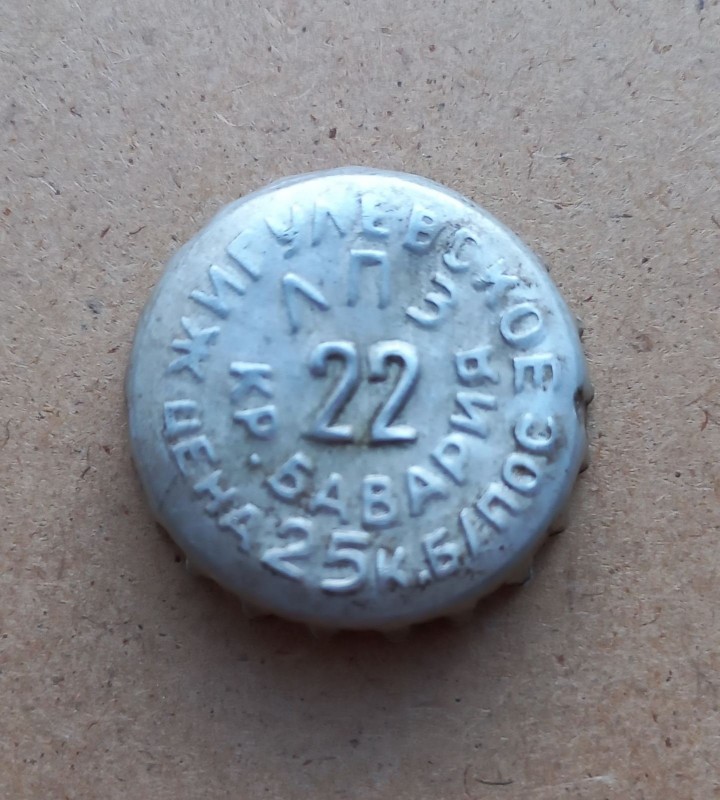 ЖИГУЛЕВСКОЕ
ЛПЗ
22
КР. БАВАРИЯ
ЦЕНА 25 К. Б/ПОС